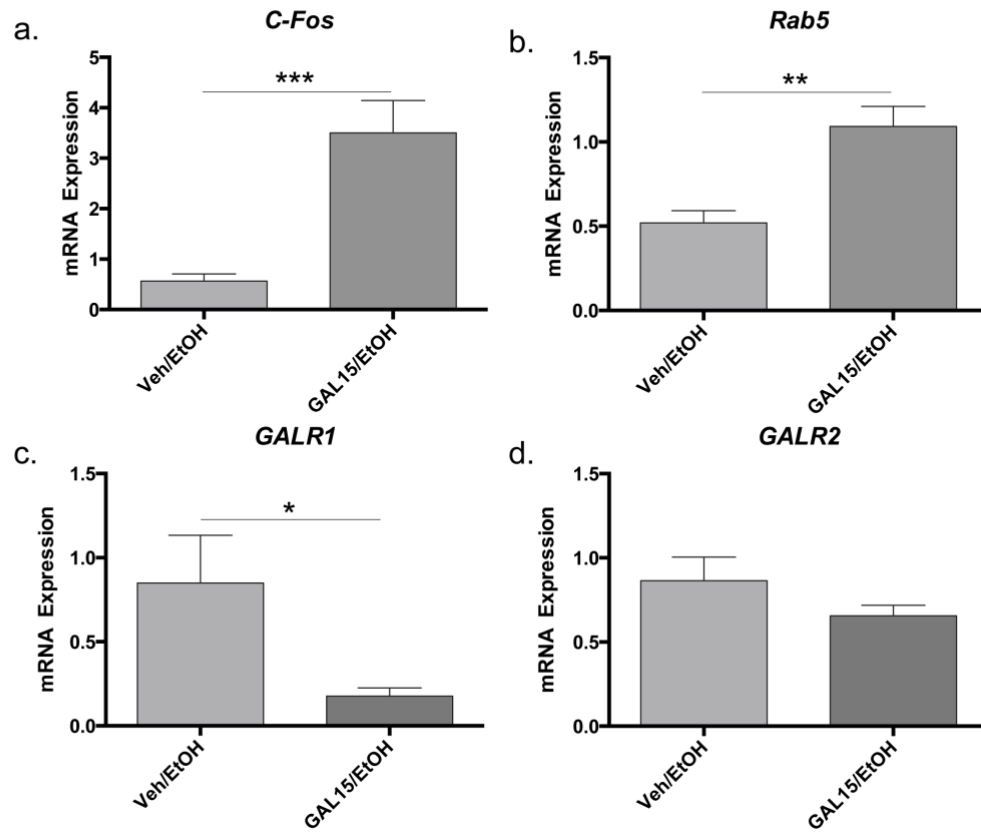 a.
C-Fos
mRNA Expression
5
4
3
2
1
0
***
Veh/EtOH
GAL15/EtOH
b.
Rab5
mRNA Expression
1.5
1.0
0.5
0.0
**
Veh/EtOH
GAL15/EtOH
c.
GALR1
mRNA Expression
1.5
1.0
0.5
0.0
*
Veh/EtOH
GAL15/EtOH
d.
GALR2
mRNA Expression
1.5
1.0
0.5
0.0
Veh/EtOH
GAL15/EtOH